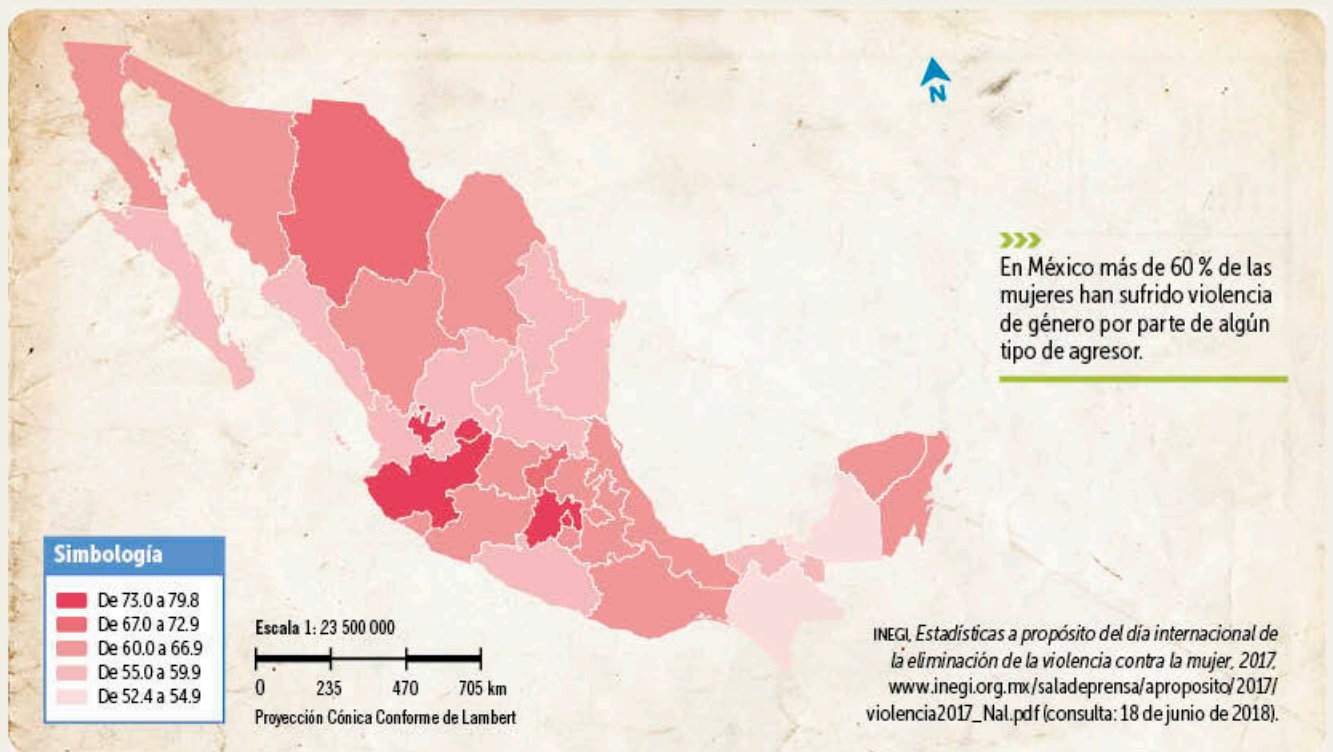 N
>>>
En México más de 60 % de las
mujeres han sufrido violencia
de género por parte de algún
tipo de agresor.
Simbología
De 73.0 a 79.8
De 67.0 a 72.9
De 60.0 a 66.9
De 55.0 a 59.9
De 52.4 a 54.9
Escala 1: 23 500 000
0 235 470 705 km
Proyección Cónica Conforme de Lambert
INEGI, Estadísticas a propósito del día internacional de
la eliminación de la violencia contra la mujer, 2017,
www.inegi.org.mx/saladeprensa/aproposito/2017/
violencia2017_Nal.pdf (consulta: 18 de junio de 2018).